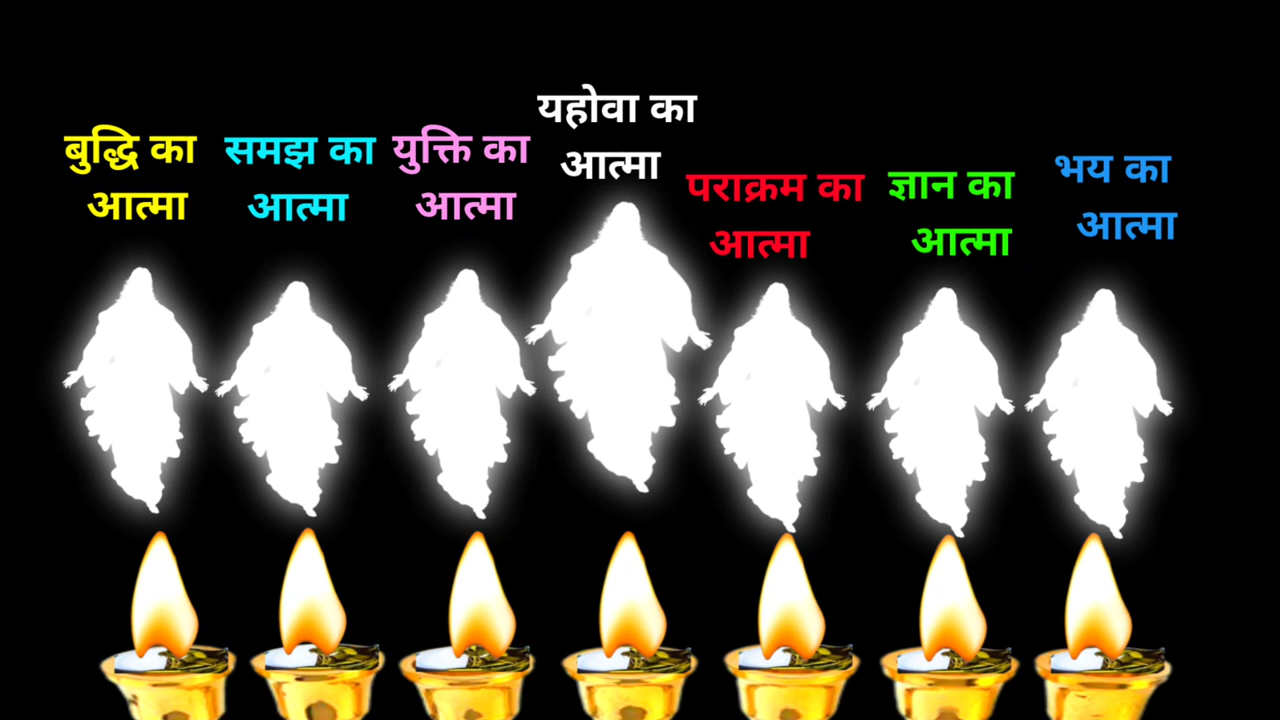 बुद्धि का
आत्मा
समझ का
आत्मा
युक्ति का
आत्मा
यहोवा का
आत्मा
पराक्रम का
आत्मा
ज्ञान का
आत्मा
भय का
आत्मा